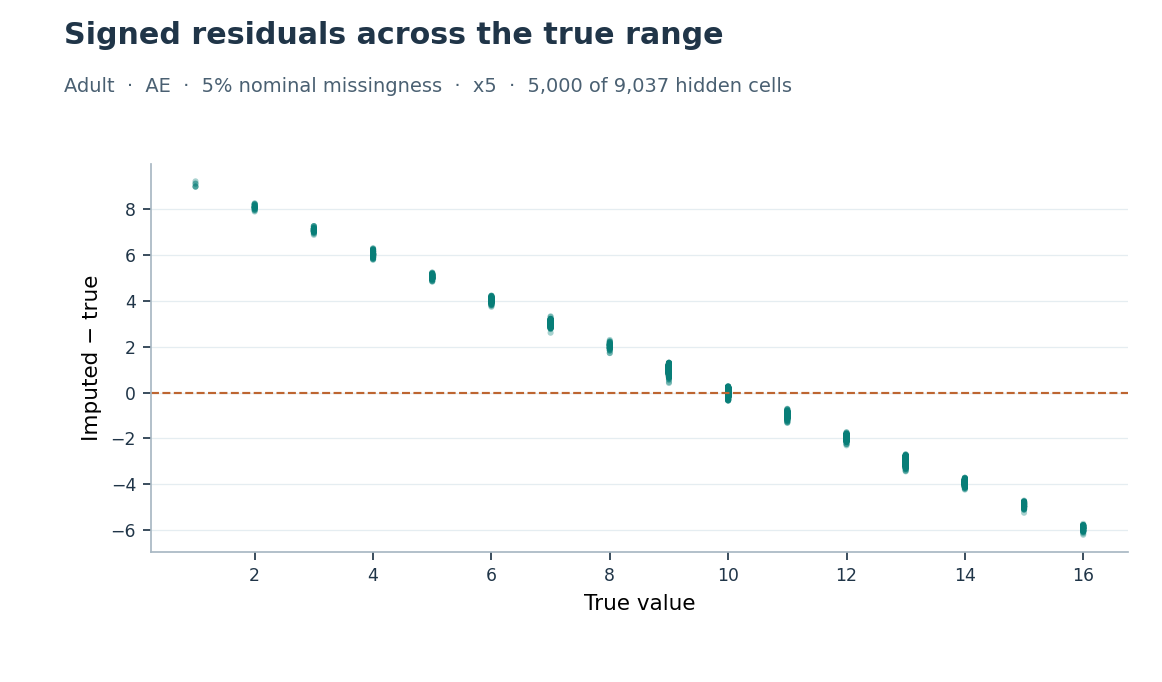 Signed residuals across the true range
Adult · AE · 5% nominal missingness · x5 · 5,000 of 9,037 hidden cells
Imputed − true
8
6
4
2
0
−2
−4
−6
2 4 6 8 10 12 14 16
True value